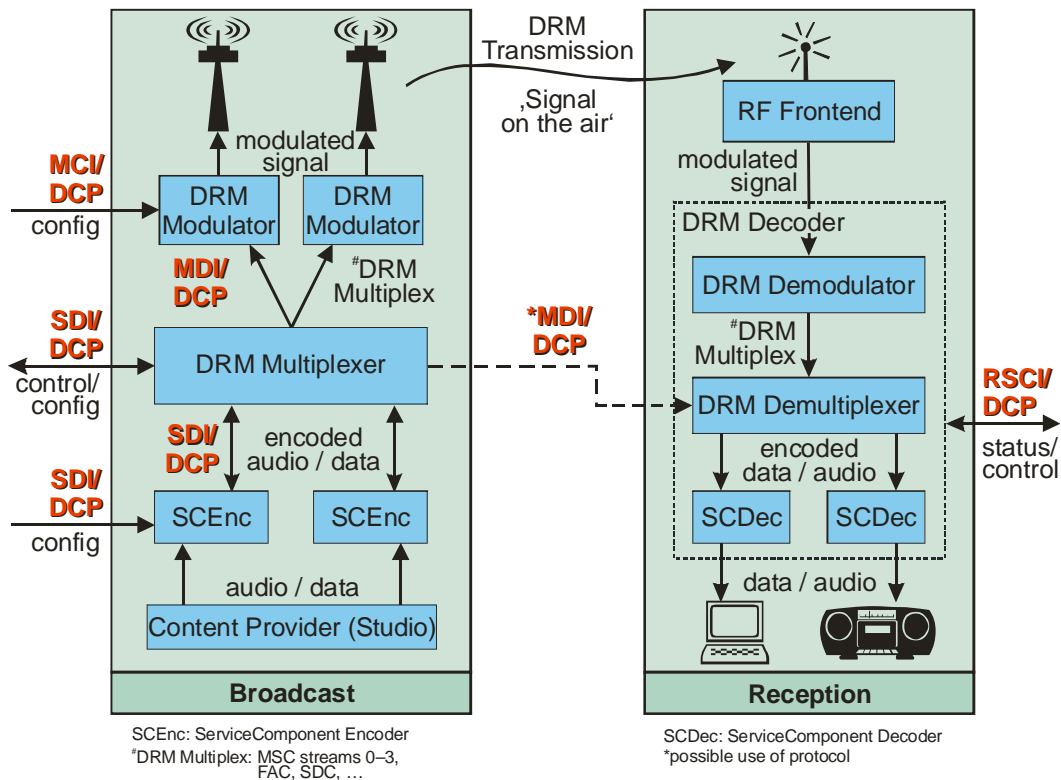 DRM
Transmission
‚Signal
on the air‘
modulated
signal
MCI/
DCP
config
DRM
Modulator
DRM
Modulator
MDI/
DCP
#DRM
Multiplex
SDI/
DCP
control/
config
DRM Multiplexer
SDI/
DCP
encoded
audio / data
SDI/
DCP
config
SCEnc
SCEnc
audio / data
Content Provider (Studio)
Broadcast
SCEnc: ServiceComponent Encoder
#DRM Multiplex: MSC streams 0–3,
FAC, SDC, ...
*MDI/
DCP
RF Frontend
modulated
signal
DRM Decoder
DRM Demodulator
#DRM
Multiplex
DRM Demultiplexer
RSCI/
DCP
status/
control
encoded
data / audio
SCDec
SCDec
data / audio
Reception
SCDec: ServiceComponent Decoder
*possible use of protocol